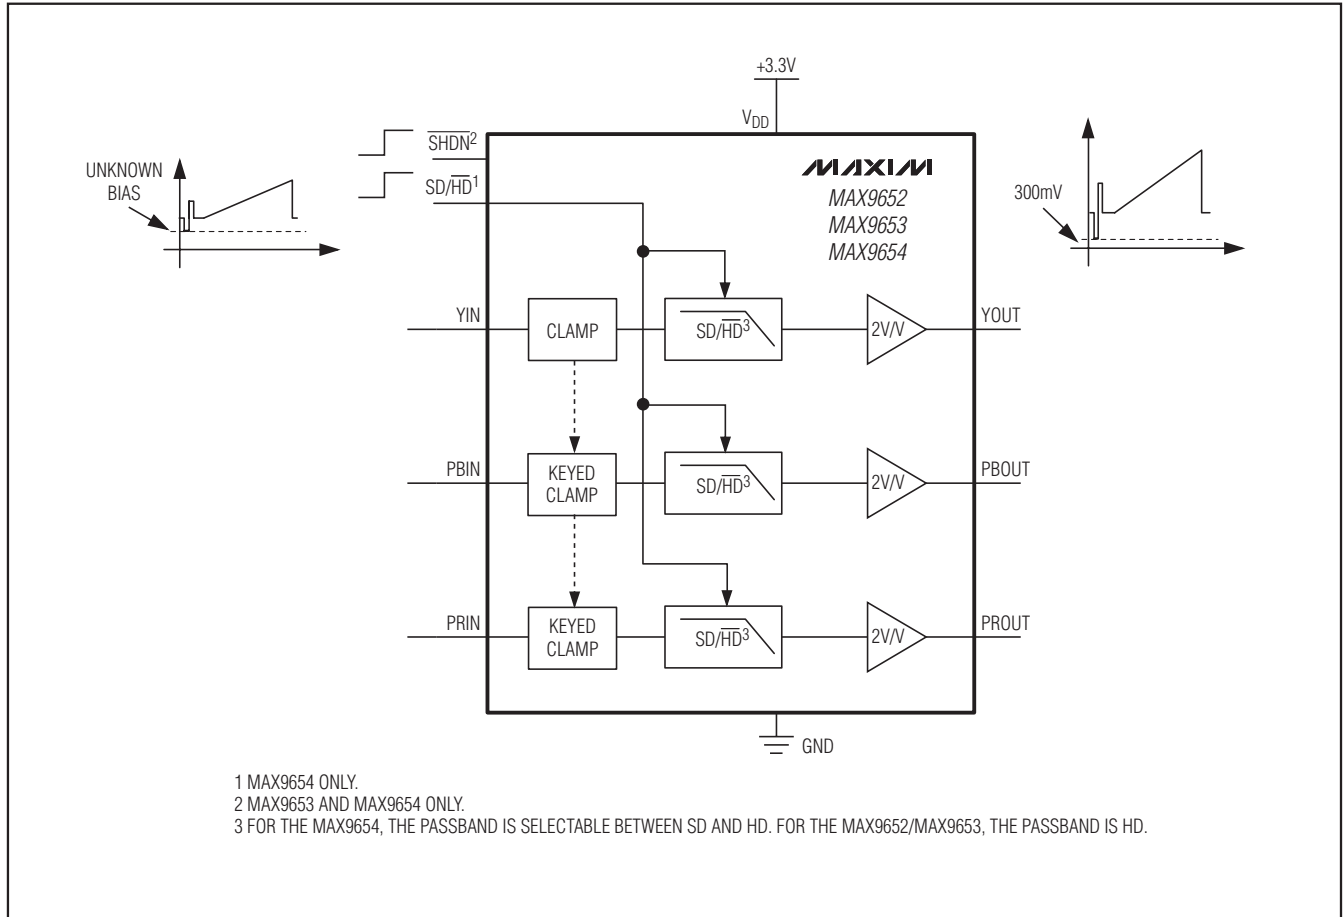 +3.3V
VDD
SHDN2
SD/HD1
UNKNOWN
BIAS
MAXIM
MAX9652
MAX9653
MAX9654
300mV
YIN
CLAMP
SD/HD3
2V/V
YOUT
PBIN
KEYED
CLAMP
SD/HD3
2V/V
PBOUT
PRIN
KEYED
CLAMP
SD/HD3
2V/V
PROUT
GND
1 MAX9654 ONLY.
2 MAX9653 AND MAX9654 ONLY.
3 FOR THE MAX9654, THE PASSBAND IS SELECTABLE BETWEEN SD AND HD. FOR THE MAX9652/MAX9653, THE PASSBAND IS HD.